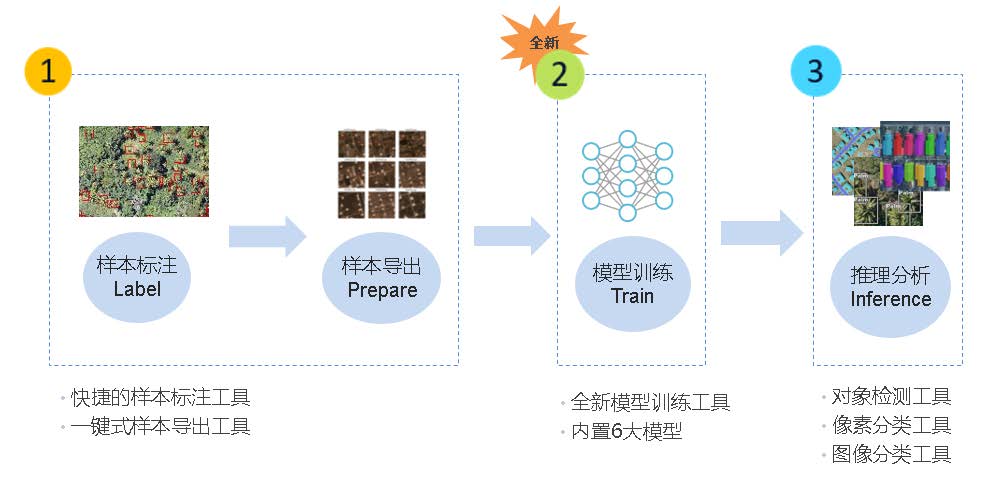 1
全新
2
3
样本标注
Label
样本导出
Prepare
模型训练
Train
Palm
Palm
推理分析
Inference
· 快捷的样本标注工具
· 一键式样本导出工具
· 全新模型训练工具
· 内置6大模型
· 对象检测工具
· 像素分类工具
· 图像分类工具